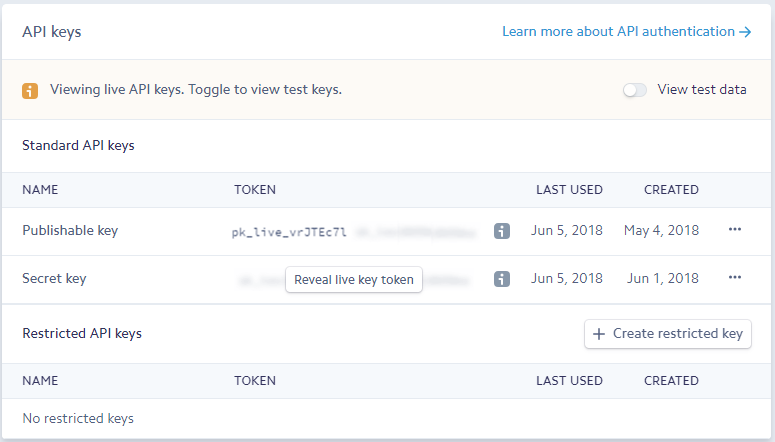 API keys
Learn more about API authentication →
Viewing live API keys. Toggle to view test keys.
View test data
Standard API keys
NAME TOKEN LAST USED CREATED
Publishable key pk_live_vrJTEc7l Jun 5, 2018 May 4, 2018
Secret key Reveal live key token Jun 5, 2018 Jun 1, 2018
Restricted API keys
+ Create restricted key
NAME TOKEN LAST USED CREATED
No restricted keys